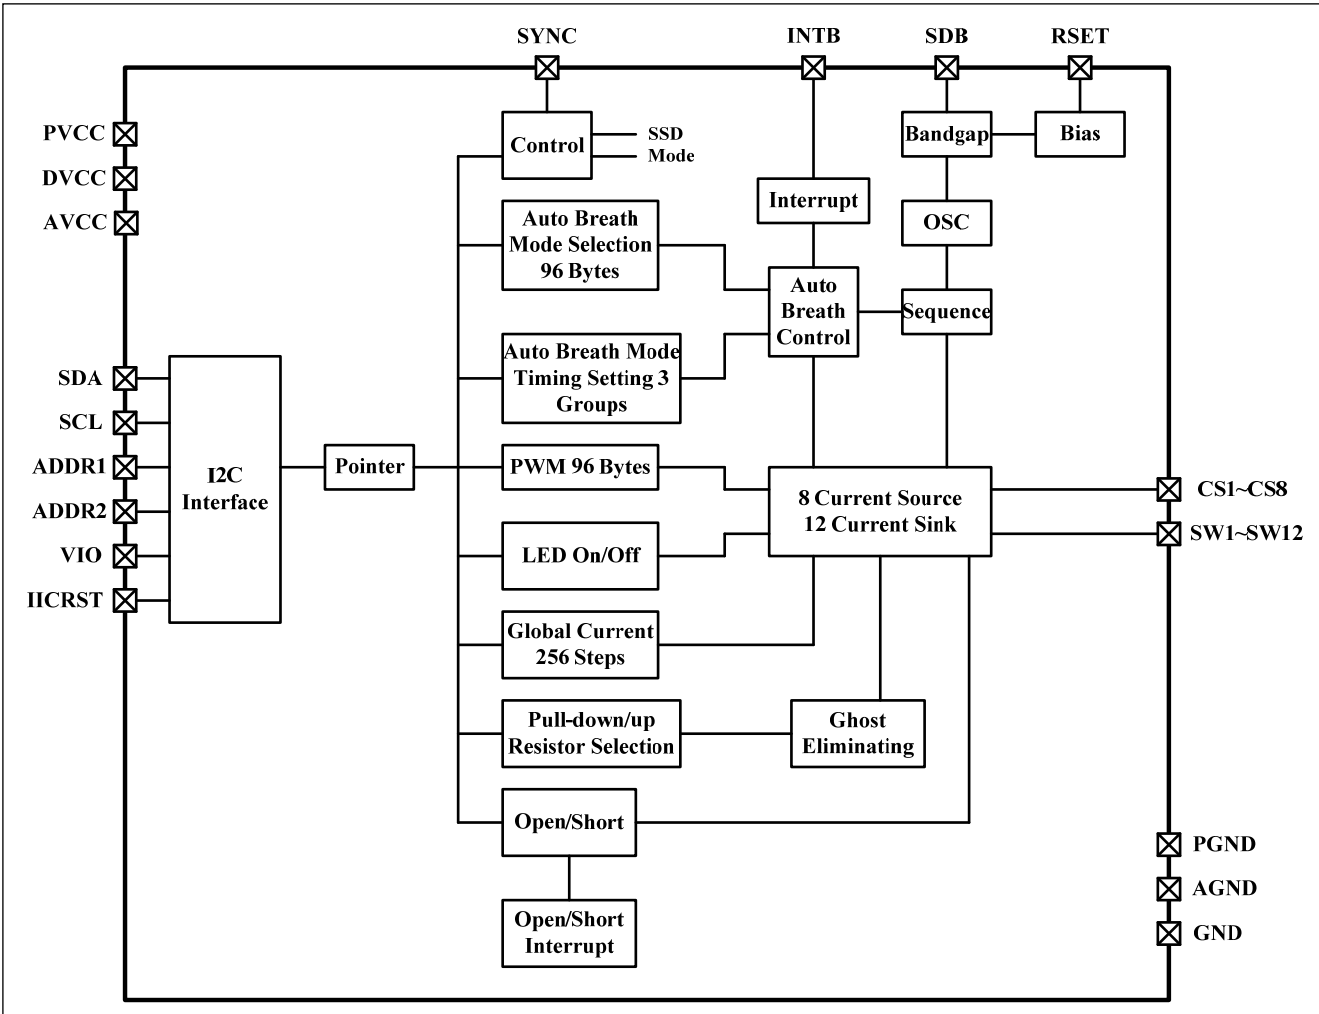 SYNC
INTB
SDB
RSET
PVCC
DVCC
AVCC
Control
SSD
Mode
Bandgap
Bias
Interrupt
OSC
Auto Breath
Mode Selection
96 Bytes
Auto
Breath
Control
Sequence
Auto Breath Mode
Timing Setting 3
Groups
SDA
SCL
ADDR1
ADDR2
VIO
IICRST
I2C
Interface
Pointer
PWM 96 Bytes
8 Current Source
12 Current Sink
CS1~CS8
SW1~SW12
LED On/Off
Global Current
256 Steps
Pull-down/up
Resistor Selection
Ghost
Eliminating
Open/Short
Open/Short
Interrupt
PGND
AGND
GND